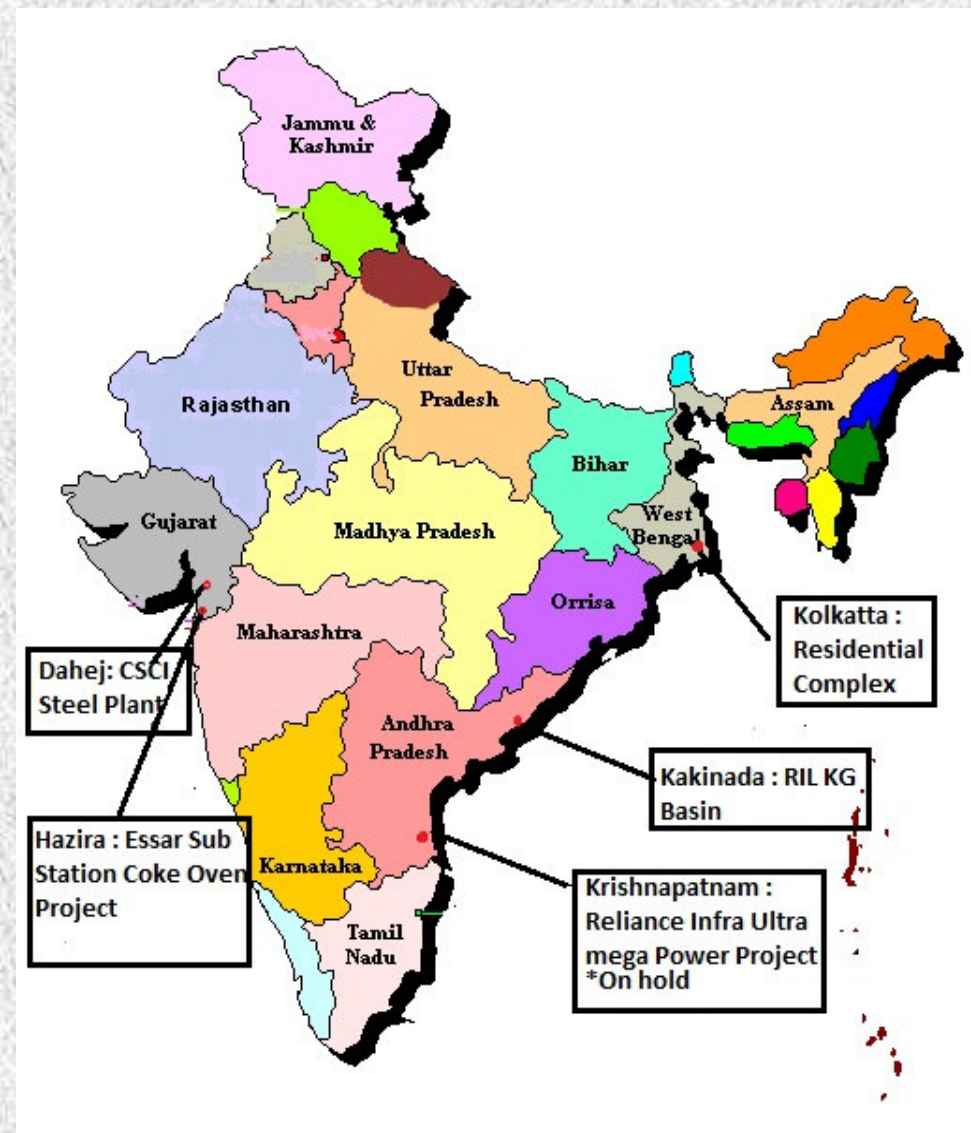 Jammu &
Kashmir
Uttar
Pradesh
Rajasthan
Assam
Bihar
Gujarat
Madhya Pradesh
West
Bengal
Orrisa
Maharashtra
Kolkatta :
Residential
Complex
Dahej: CSCI
Steel Plant
Andhra
Pradesh
Kakinada : RIL KG
Basin
Hazira : Essar Sub
Station Coke Oven
Project
Karnataka
Krishnapatnam :
Reliance Infra Ultra
mega Power Project
*On hold
Tamil
Nadu